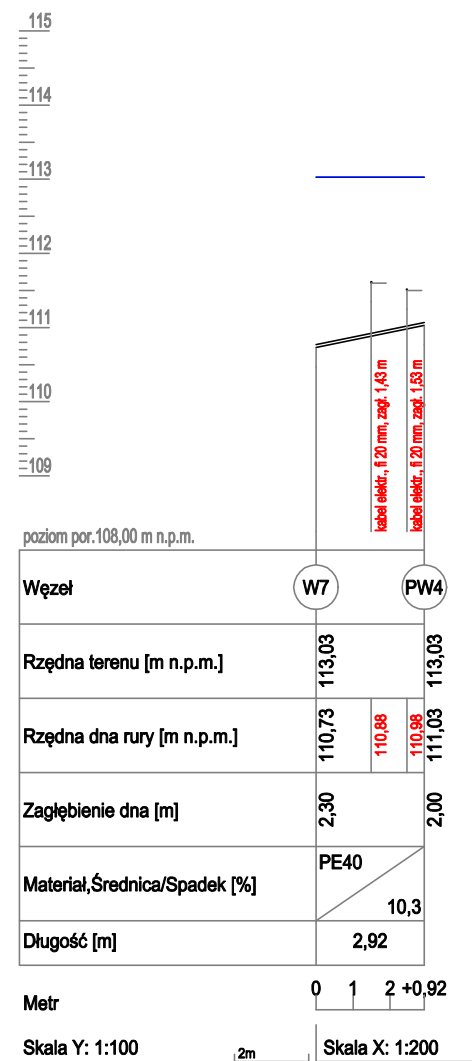 115
114
113
112
111
110
109
kabel elektr., fi 20 mm, zagł. 1,43 m
kabel elektr., fi 20 mm, zagł. 1,53 m
poziom por.108,00 m n.p.m.
Węzeł W7 PW4
Rzędna terenu [m n.p.m.] 113,03 113,03
Rzędna dna rury [m n.p.m.] 110,73 110,88 110,98 111,03
Zagłębienie dna [m] 2,30 2,00
PE40
Materiał,Średnica/Spadek [%]
10,3
Długość [m] 2,92
Metr 0 1 2 +0,92
Skala Y: 1:100 2m Skala X: 1:200